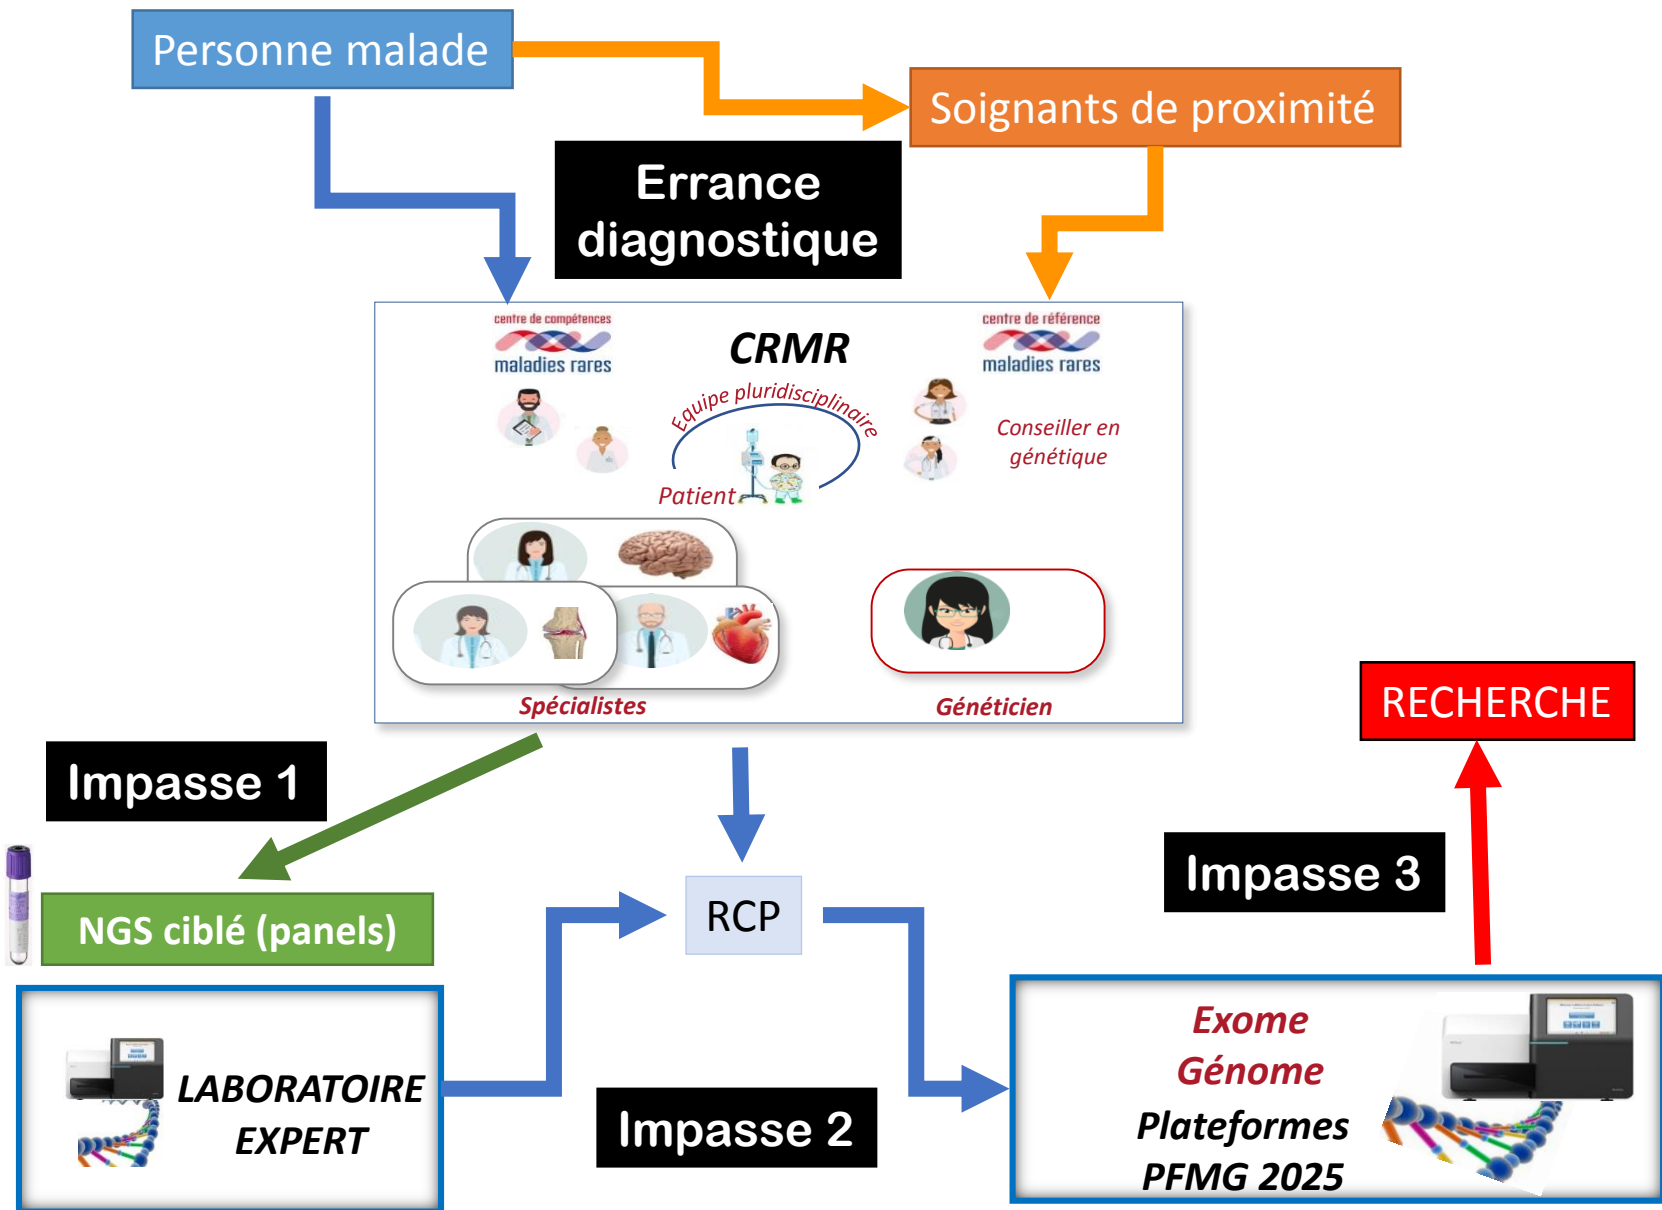 Personne malade
Soignants de proximité
Errance
diagnostique
centre de compétences
maladies rares
CRMR
centre de référence
maladies rares
Equipe pluridisciplinaire
Conseiller en
génétique
Patient
Spécialistes
Généticien
RECHERCHE
Impasse 1
Impasse 3
NGS ciblé (panels)
RCP
LABORATOIRE
EXPERT
Impasse 2
Exome
Génome
Plateformes
PFMG 2025